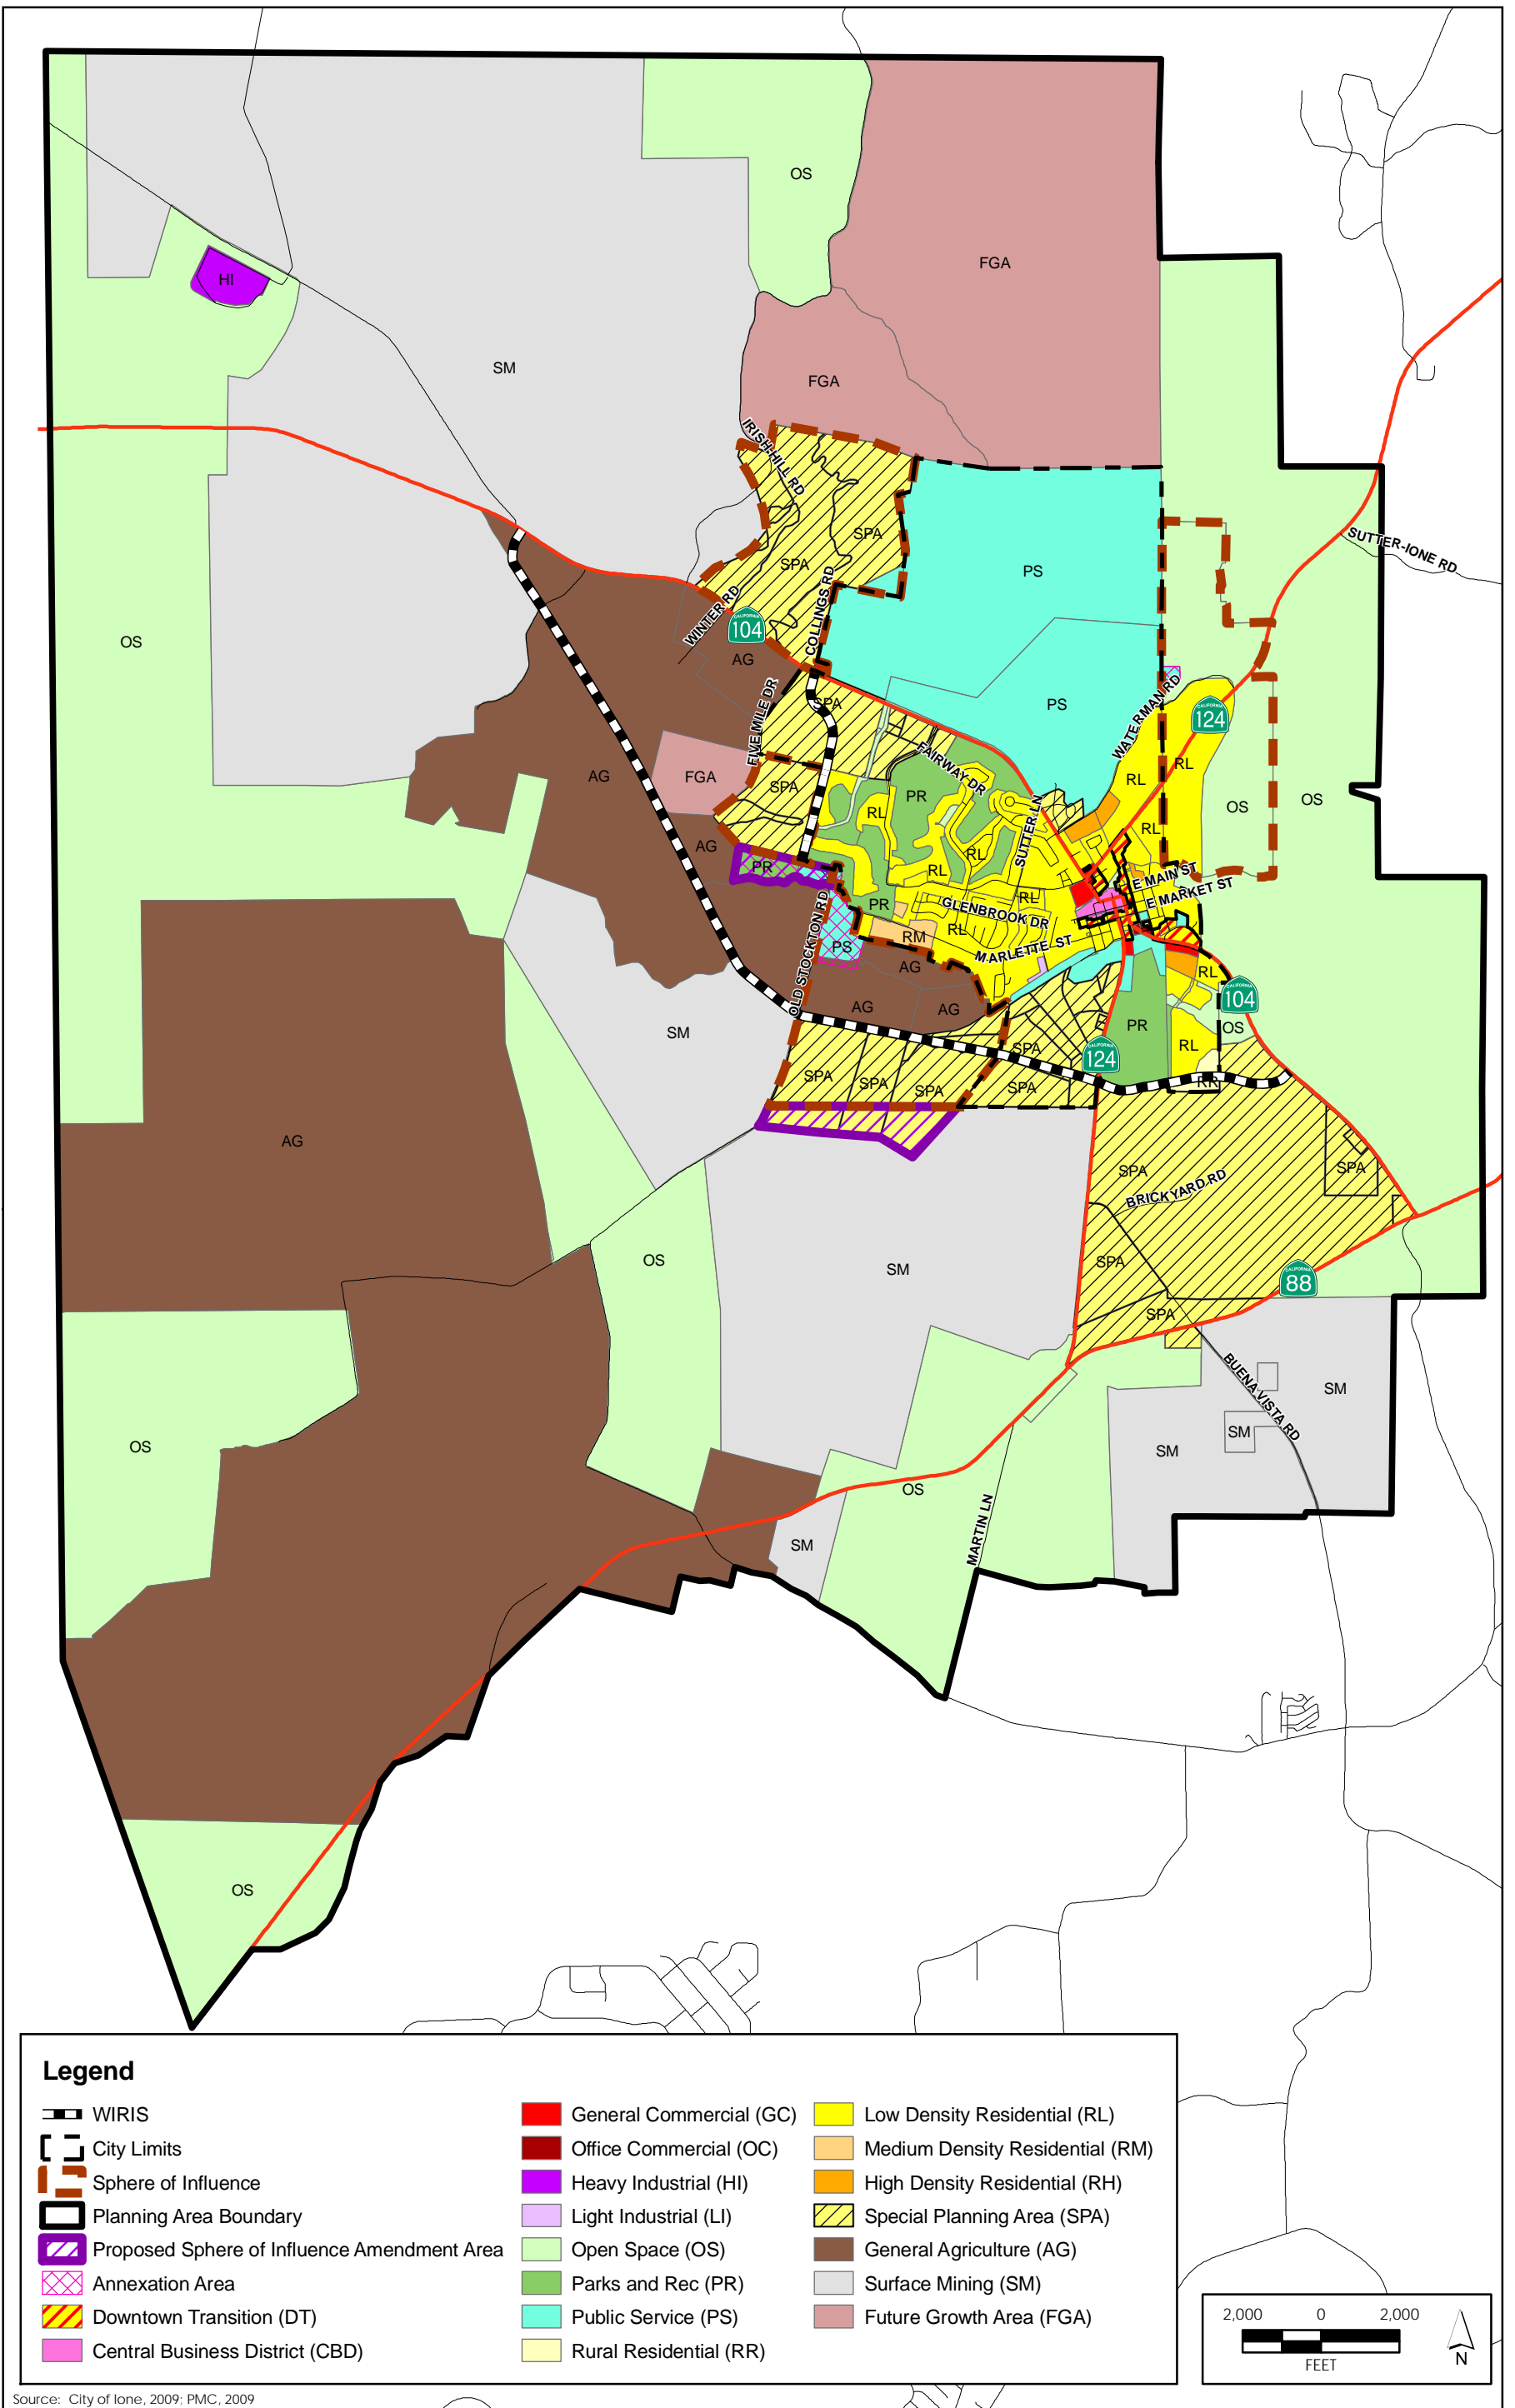 OS
FGA
HI
SM
FGA
IRISH HILL RD
SUTTER-IONE RD
SPA
PS
SPA
COLLINGS RD
WINTER RD
CALIFORNIA
104
OS
AG
FIVE MILE DR
SPA
PS
WATERMAN RD
CALIFORNIA
124
FAIRWAY DR
RL
RL
AG
FGA
SPA
PR
OS
OS
RL
SUTTER LN
RL
AG
RL
PR
RL
E MAIN ST
E MARKET ST
RL
PR
GLENBROOK DR
RM
RL
PS
MARLETTE ST
OLD STOCKTON RD
AG
RL
CALIFORNIA
104
AG
AG
PR
OS
SM
RL
SPA
CALIFORNIA
124
SPA
SPA
SPA
SPA
RR
AG
SPA
SPA
BRICKYARD RD
OS
SM
SPA
CALIFORNIA
88
SPA
BUENA VISTA RD
SM
OS
SM
SM
OS
MARTIN LN
SM
OS
Legend
WIRIS
City Limits
Sphere of Influence
Planning Area Boundary
Proposed Sphere of Influence Amendment Area
Annexation Area
Downtown Transition (DT)
Central Business District (CBD)
General Commercial (GC)
Office Commercial (OC)
Heavy Industrial (HI)
Light Industrial (LI)
Open Space (OS)
Parks and Rec (PR)
Public Service (PS)
Rural Residential (RR)
Low Density Residential (RL)
Medium Density Residential (RM)
High Density Residential (RH)
Special Planning Area (SPA)
General Agriculture (AG)
Surface Mining (SM)
Future Growth Area (FGA)
2,000 0 2,000
FEET
N
Source: City of Ione, 2009; PMC, 2009